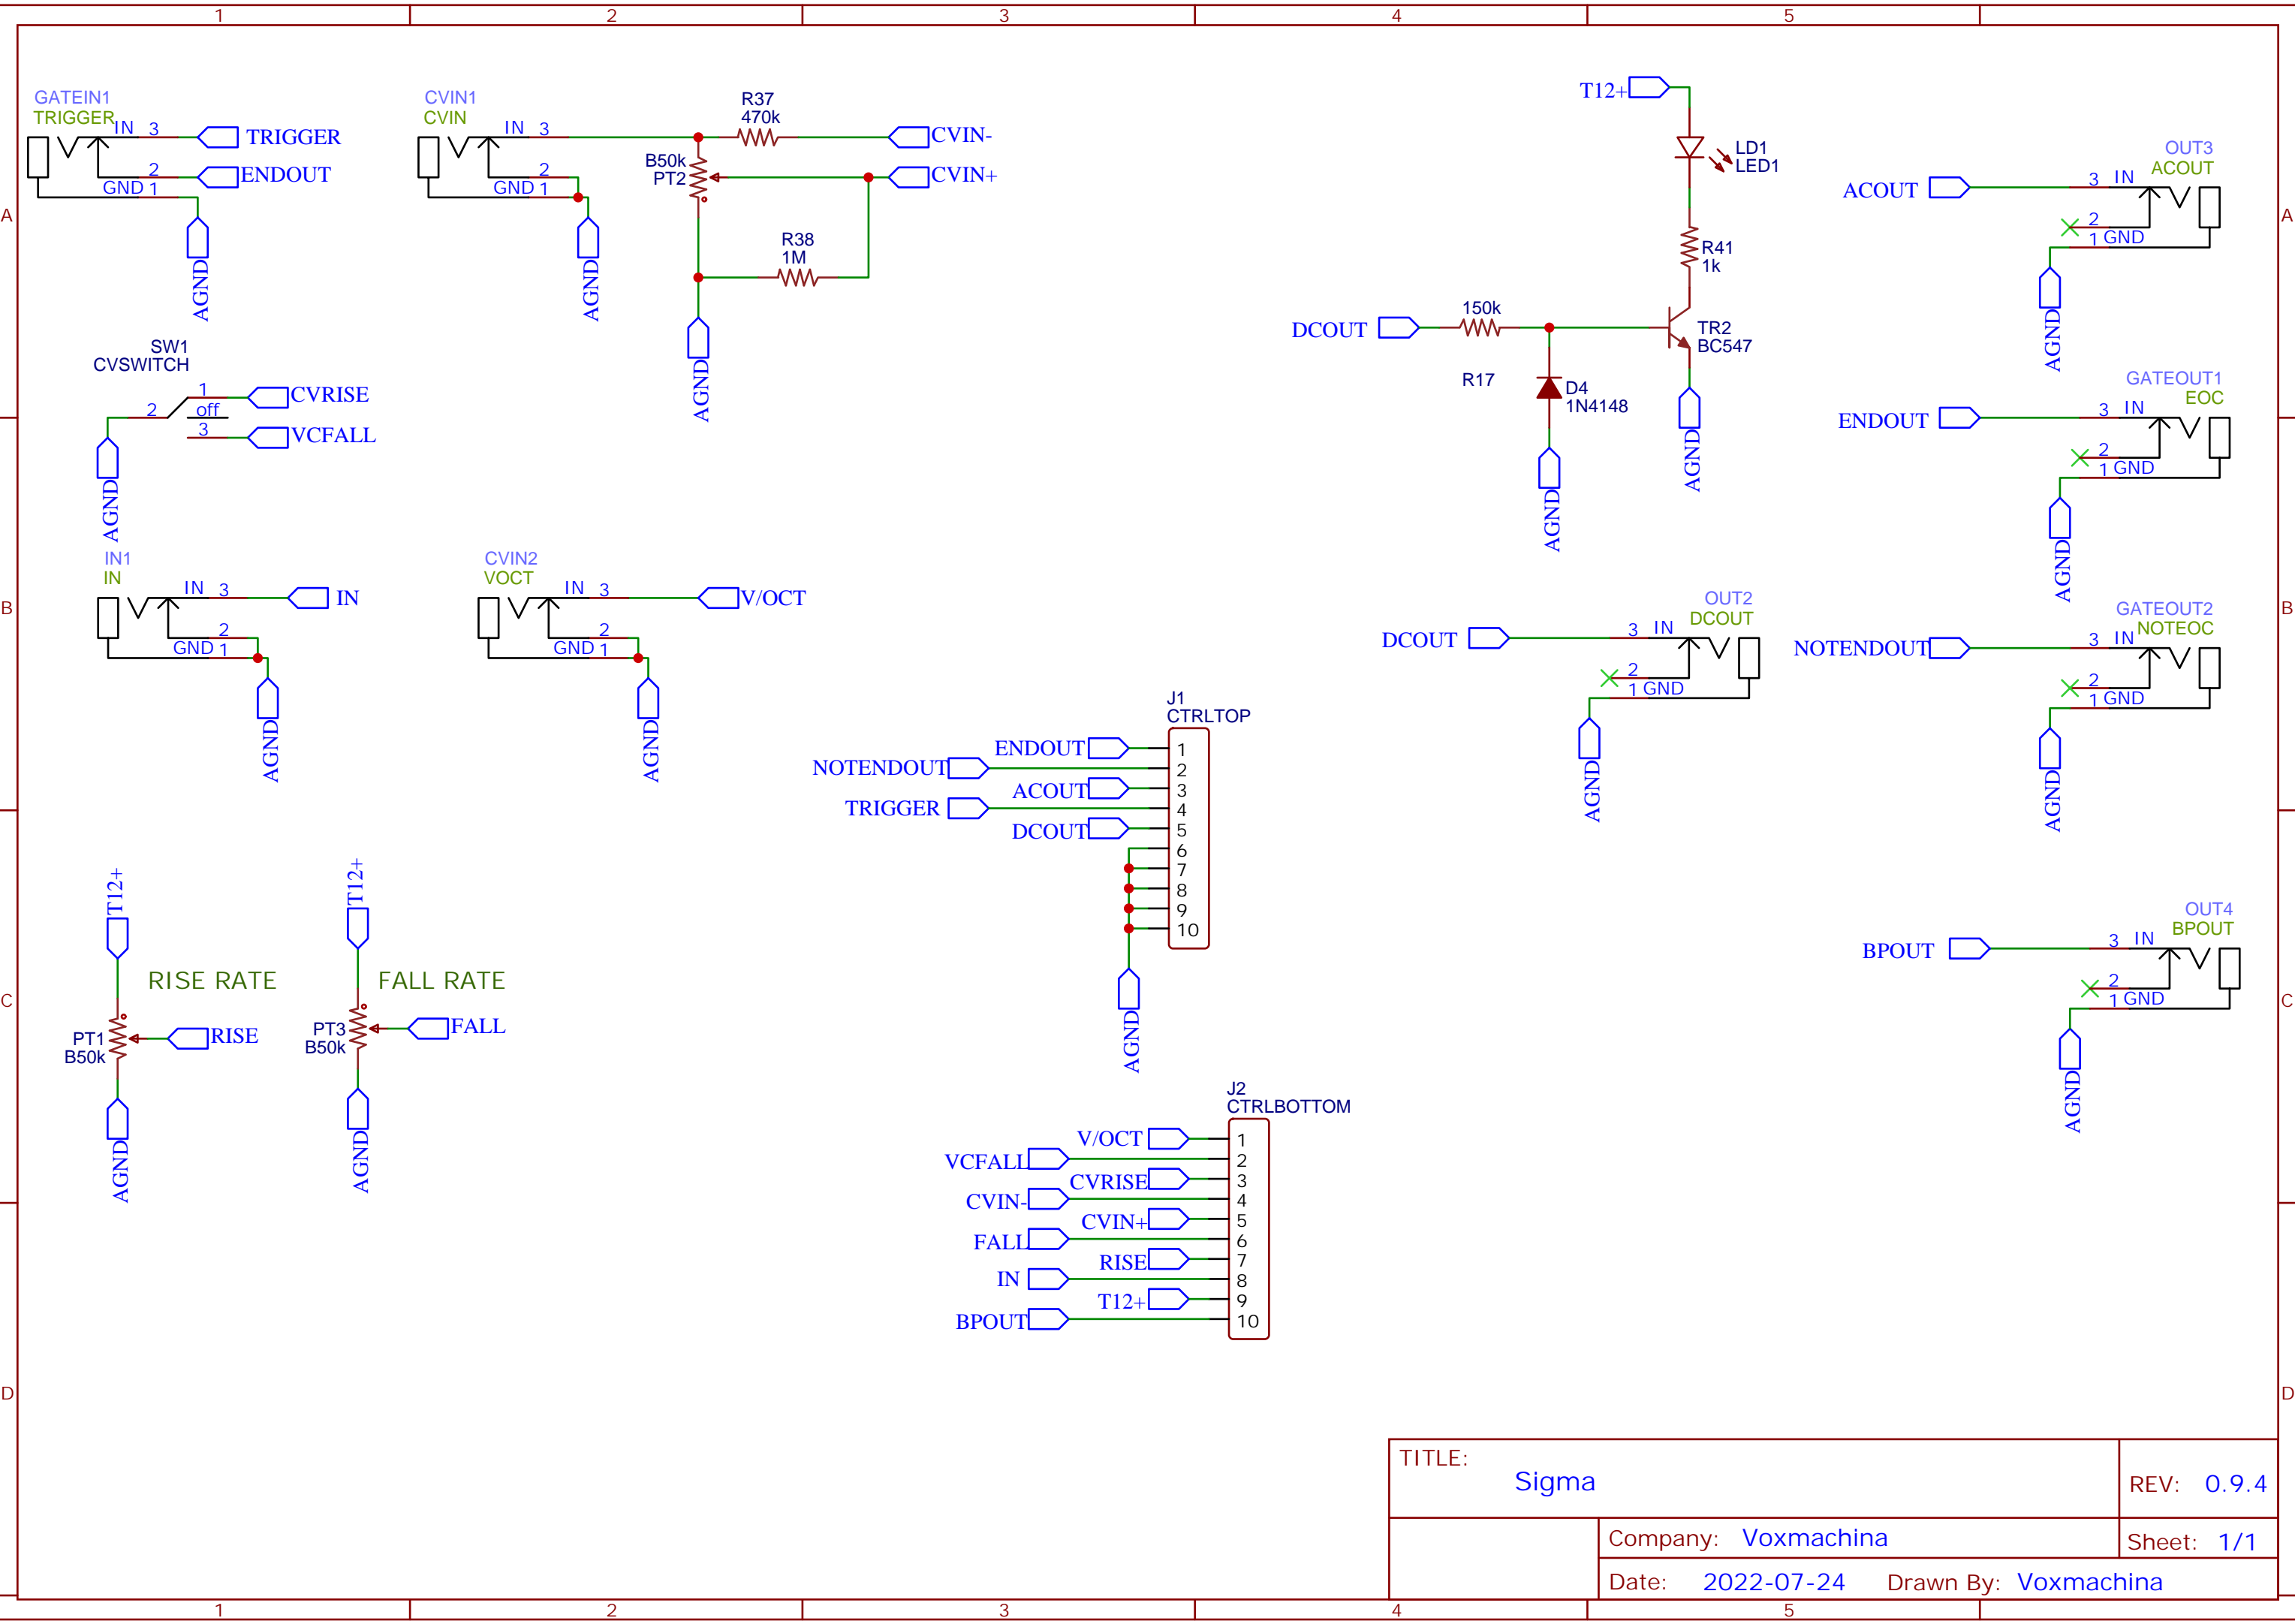 1 2 3 4 5
A
B
C
D
A
B
C
D
GATEIN1
TRIGGER
IN 3
2
GND 1
TRIGGER
ENDOUT
AGND
CVIN1
CVIN
IN 3
2
GND 1
AGND
R37
470k
B50k
PT2
CVIN-
CVIN+
R38
1M
AGND
SW1
CVSWITCH
1
2 off
3
CVRISE
VCFALL
AGND
IN1
IN
IN 3
2
GND 1
IN
AGND
CVIN2
VOCT
IN 3
2
GND 1
V/OCT
AGND
T12+
LD1
LED1
R41
1k
DCOUT
150k
R17
TR2
BC547
D4
1N4148
AGND
AGND
OUT3
ACOUT
ACOUT
3 IN
2
1 GND
AGND
GATEOUT1
EOC
ENDOUT
3 IN
2
1 GND
AGND
OUT2
DCOUT
DCOUT
3 IN
2
1 GND
AGND
GATEOUT2
NOTEOC
NOTENDOUT
3 IN
2
1 GND
AGND
J1
CTRLTOP
ENDOUT 1
NOTENDOUT 2
ACOUT 3
TRIGGER 4
DCOUT 5
6
7
8
9
10
AGND
T12+
RISE RATE
PT1
B50k
RISE
AGND
T12+
FALL RATE
PT3
B50k
FALL
AGND
OUT4
BPOUT
BPOUT
3 IN
2
1 GND
AGND
J2
CTRLBOTTOM
V/OCT 1
VCFALL 2
CVRISE 3
CVIN- 4
CVIN+ 5
FALL 6
RISE 7
IN 8
T12+ 9
BPOUT 10
TITLE:
Sigma
REV: 0.9.4
Company: Voxmachina
Sheet: 1/1
Date: 2022-07-24 Drawn By: Voxmachina
1 2 3 4 5